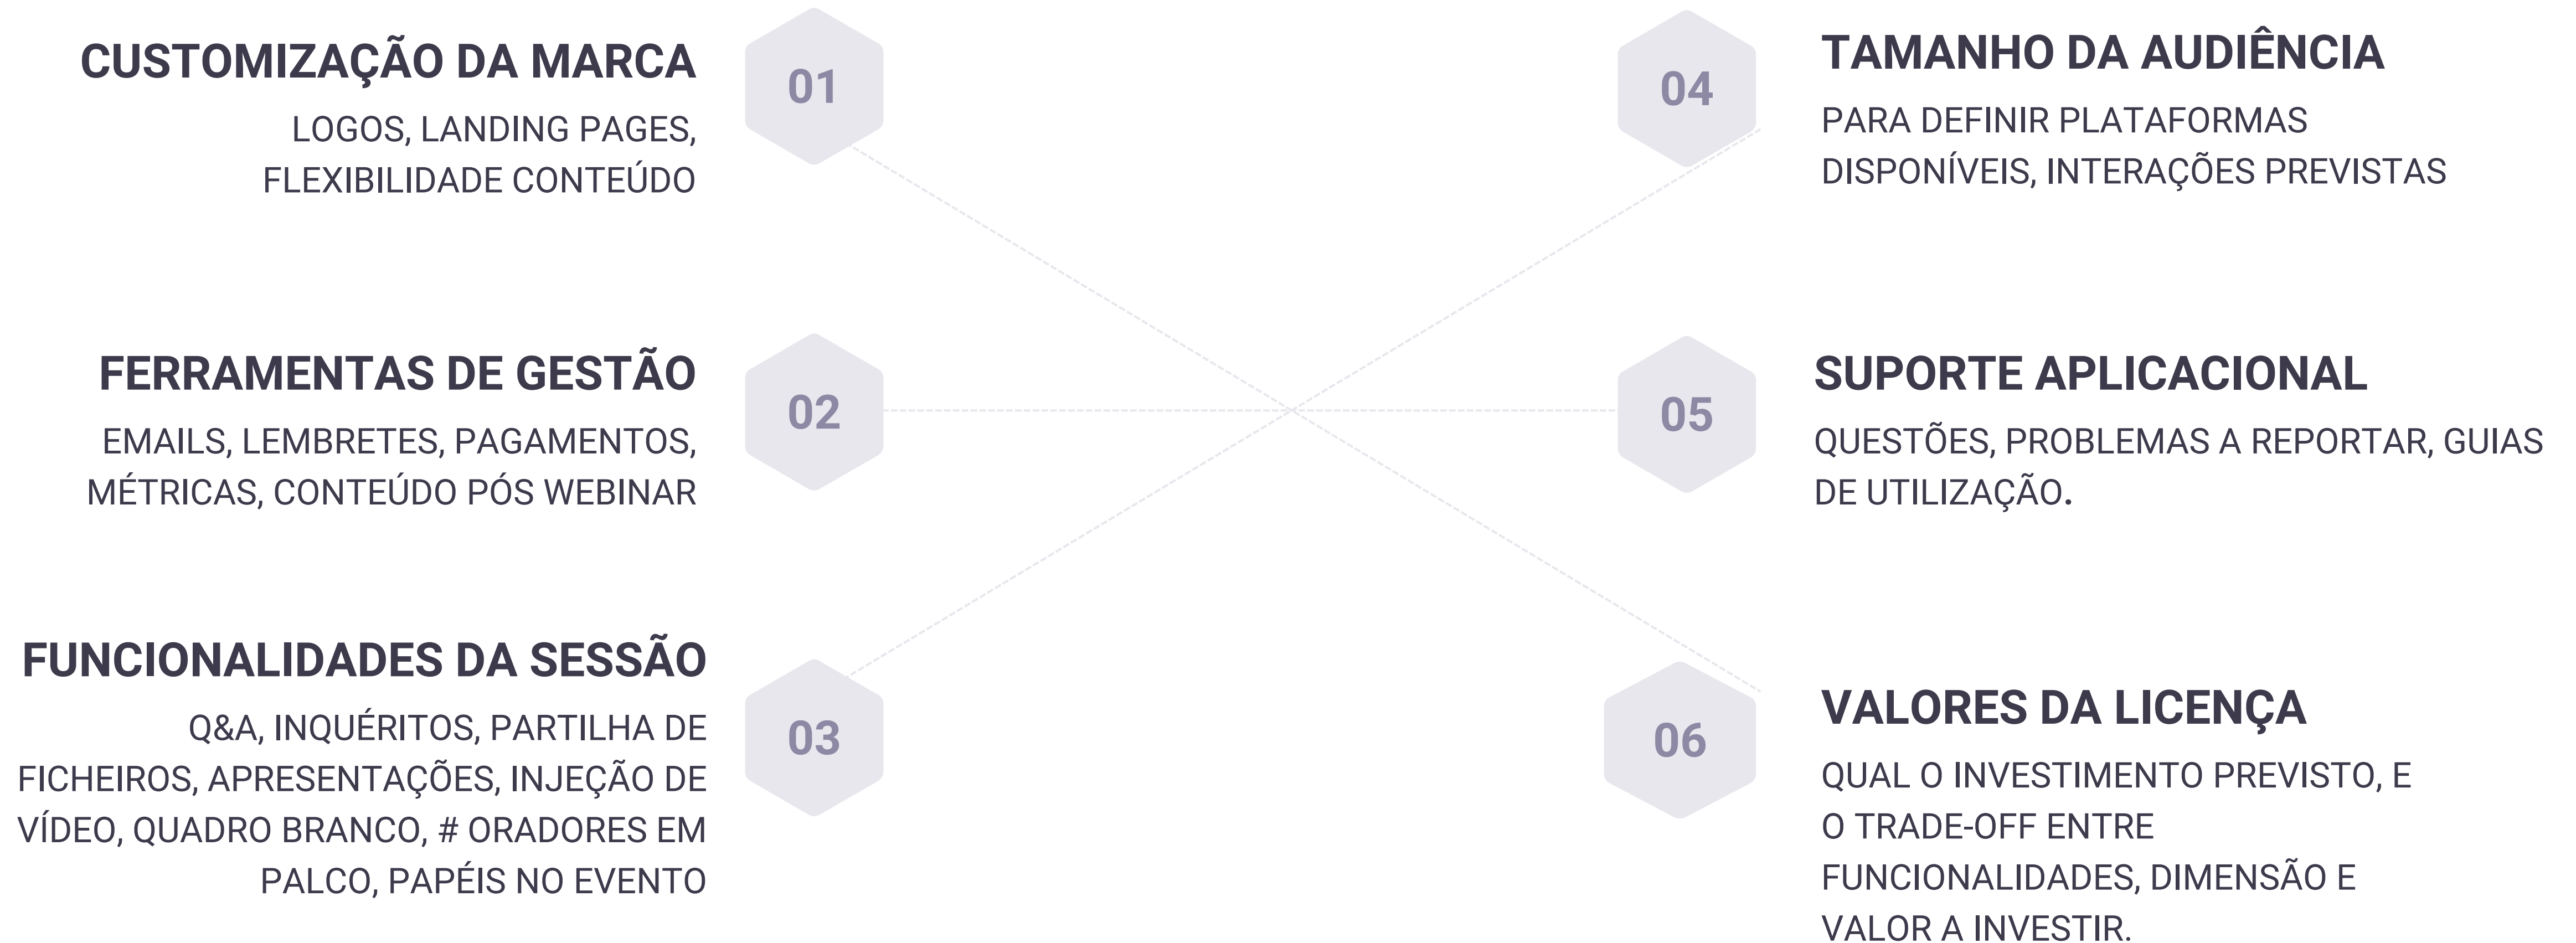 CUSTOMIZAÇÃO DA MARCA
LOGOS, LANDING PAGES,
FLEXIBILIDADE CONTEÚDO
01
FERRAMENTAS DE GESTÃO
EMAILS, LEMBRETES, PAGAMENTOS,
MÉTRICAS, CONTEÚDO PÓS WEBINAR
02
FUNCIONALIDADES DA SESSÃO
Q&A, INQUÉRITOS, PARTILHA DE
FICHEIROS, APRESENTAÇÕES, INJEÇÃO DE
VÍDEO, QUADRO BRANCO, # ORADORES EM
PALCO, PAPÉIS NO EVENTO
03
04
TAMANHO DA AUDIÊNCIA
PARA DEFINIR PLATAFORMAS
DISPONÍVEIS, INTERAÇÕES PREVISTAS
05
SUPORTE APLICACIONAL
QUESTÕES, PROBLEMAS A REPORTAR, GUIAS
DE UTILIZAÇÃO.
06
VALORES DA LICENÇA
QUAL O INVESTIMENTO PREVISTO, E
O TRADE-OFF ENTRE
FUNCIONALIDADES, DIMENSÃO E
VALOR A INVESTIR.